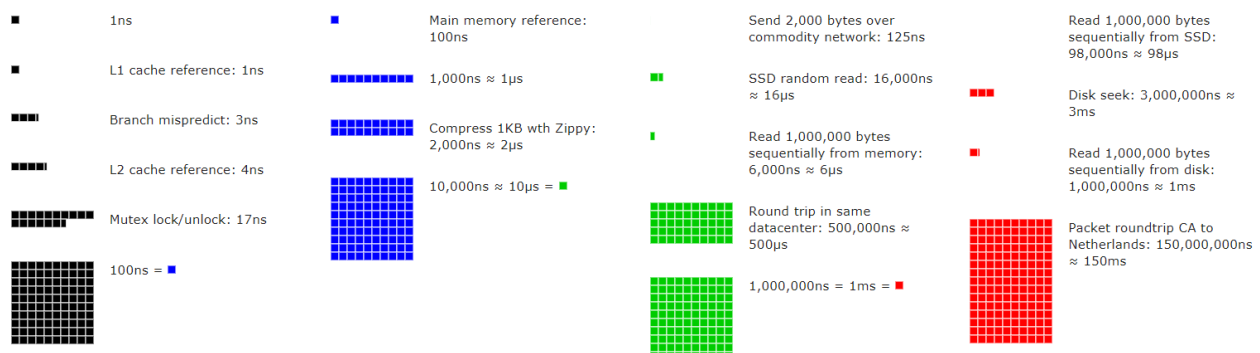 1ns
L1 cache reference: 1ns
Branch mispredict: 3ns
L2 cache reference: 4ns
Mutex lock/unlock: 17ns
100ns =
Main memory reference:
100ns
1,000ns ≈ 1μs
Compress 1KB wth Zippy:
2,000ns ≈ 2μs
10,000ns ≈ 10μs =
Send 2,000 bytes over
commodity network: 125ns
SSD random read: 16,000ns
≈ 16μs
Read 1,000,000 bytes
sequentially from memory:
6,000ns ≈ 6μs
Round trip in same
datacenter: 500,000ns ≈
500μs
1,000,000ns = 1ms =
Read 1,000,000 bytes
sequentially from SSD:
98,000ns ≈ 98μs
Disk seek: 3,000,000ns ≈
3ms
Read 1,000,000 bytes
sequentially from disk:
1,000,000ns ≈ 1ms
Packet roundtrip CA to
Netherlands: 150,000,000ns
≈ 150ms